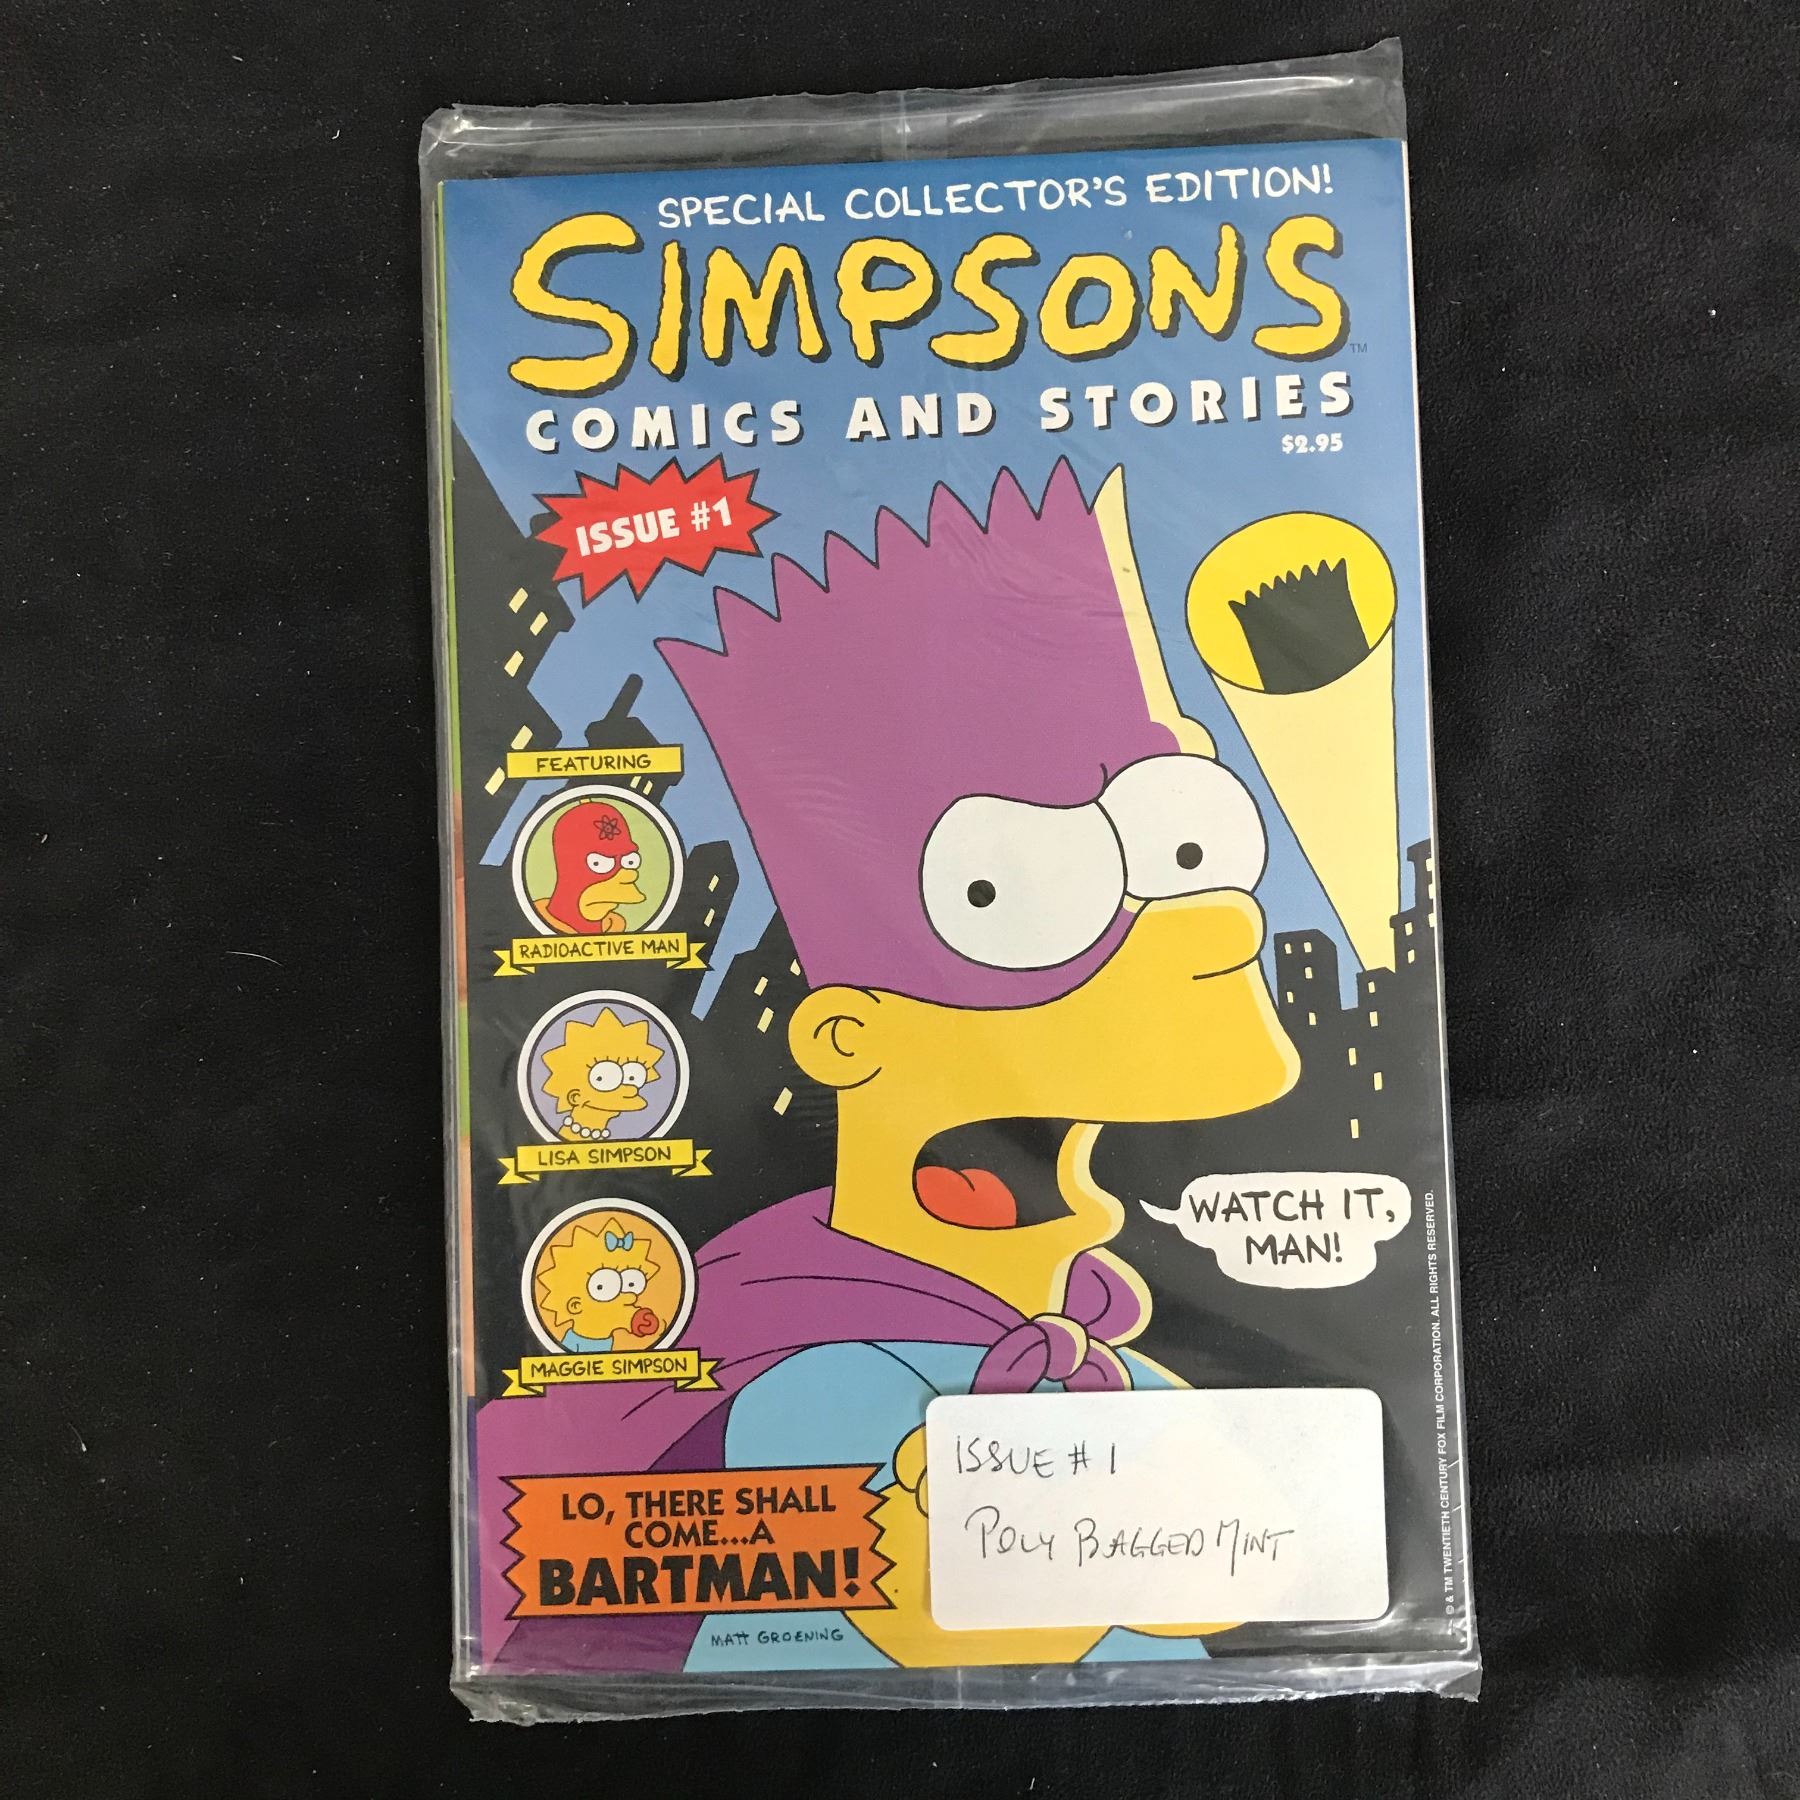 SPECIAL COLLECTOR'S EDITION!
SIMPSONS
TM
COMICS AND STORIES
$2.95
ISSUE #1
FEATURING
RADIOACTIVE MAN
LISA SIMPSON
MAGGIE SIMPSON
WATCH IT,
MAN!
LO, THERE SHALL
COME...A
BARTMAN!
MATT GROENING
ISSUE # 1
POLY BAGGED MINT
© & TM TWENTIETH CENTURY FOX FILM CORPORATION. ALL RIGHTS RESERVED.